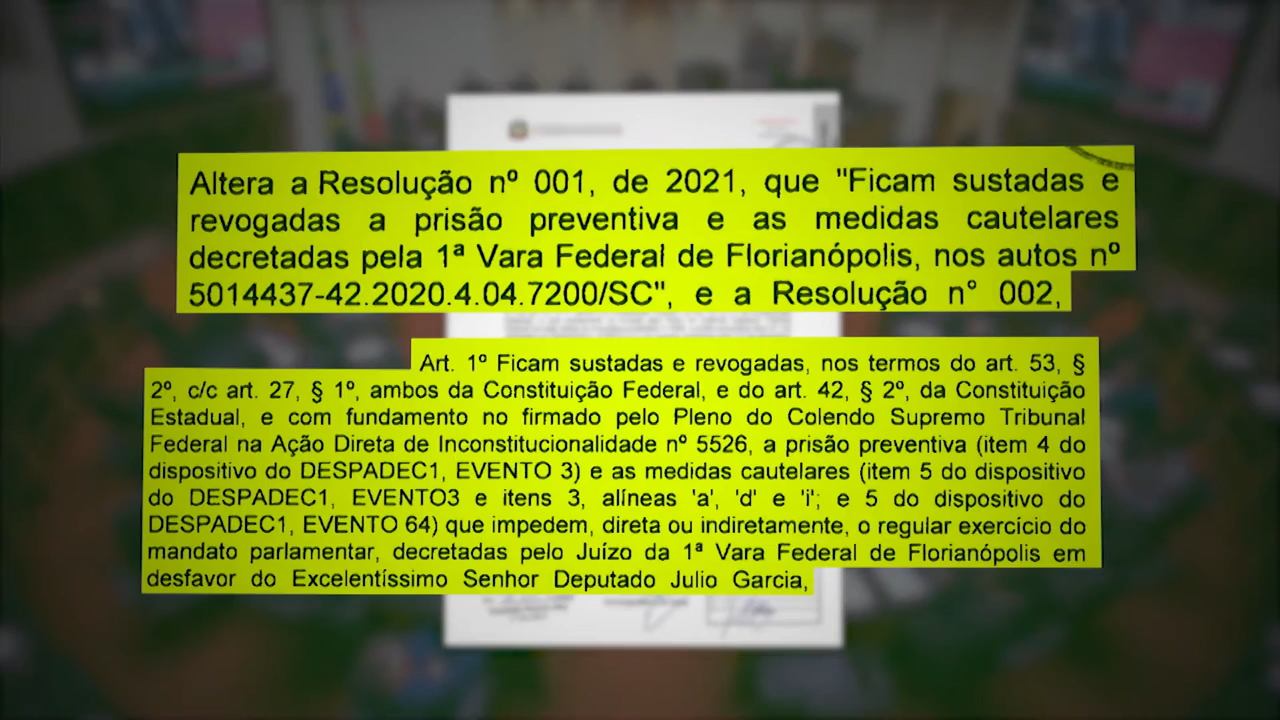 Altera a Resolução nº 001, de 2021, que "Ficam sustadas e
revogadas a prisão preventiva e as medidas cautelares
decretadas pela 1ª Vara Federal de Florianópolis, nos autos nº
5014437-42.2020.4.04.7200/SC", e a Resolução n° 002,
Art. 1º Ficam sustadas e revogadas, nos termos do art. 53, §
2º, c/c art. 27, § 1º, ambos da Constituição Federal, e do art. 42, § 2º, da Constituição
Estadual, e com fundamento no firmado pelo Pleno do Colendo Supremo Tribunal
Federal na Ação Direta de Inconstitucionalidade nº 5526, a prisão preventiva (item 4 do
dispositivo do DESPADEC1, EVENTO 3) e as medidas cautelares (item 5 do dispositivo
do DESPADEC1, EVENTO3 e itens 3, alíneas 'a', 'd' e 'i'; e 5 do dispositivo do
DESPADEC1, EVENTO 64) que impedem, direta ou indiretamente, o regular exercício do
mandato parlamentar, decretadas pelo Juízo da 1ª Vara Federal de Florianópolis em
desfavor do Excelentíssimo Senhor Deputado Julio Garcia,